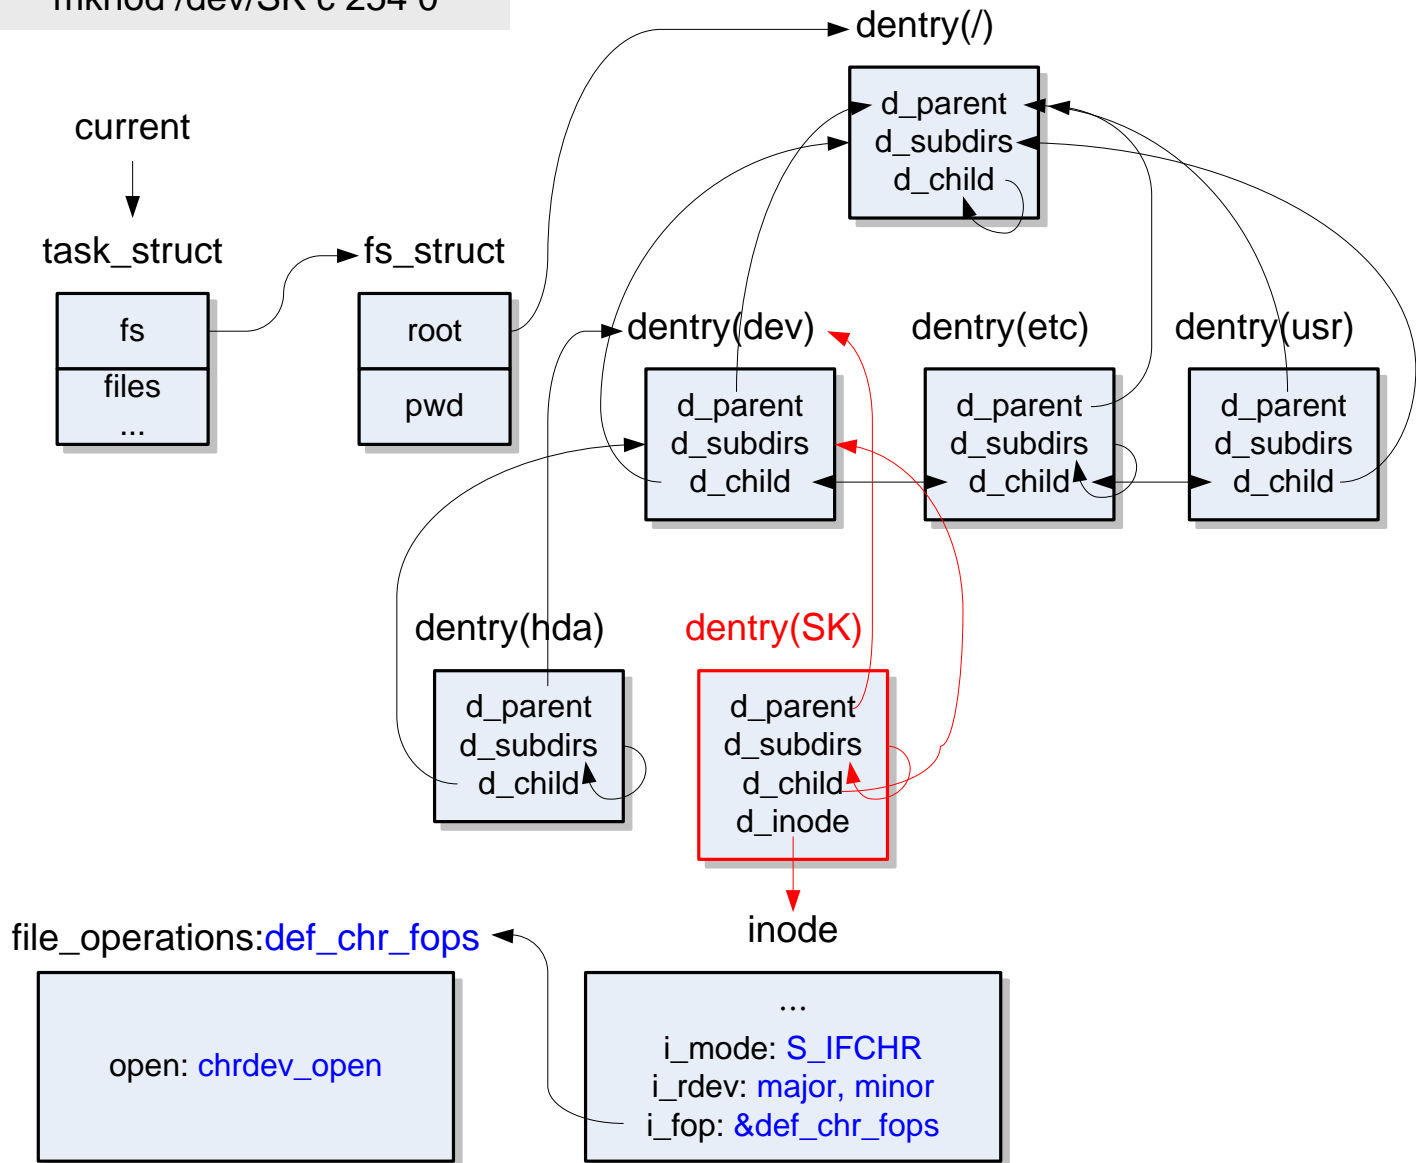 mknod /dev/SK c 254 0
dentry(/)
d_parent
d_subdirs
d_child
current
task_struct
fs
files
...
fs_struct
root
pwd
dentry(dev)
d_parent
d_subdirs
d_child
dentry(etc)
d_parent
d_subdirs
d_child
dentry(usr)
d_parent
d_subdirs
d_child
dentry(hda)
d_parent
d_subdirs
d_child
dentry(SK)
d_parent
d_subdirs
d_child
d_inode
file_operations:def_chr_fops
open: chrdev_open
inode
...
i_mode: S_IFCHR
i_rdev: major, minor
i_fop: &def_chr_fops